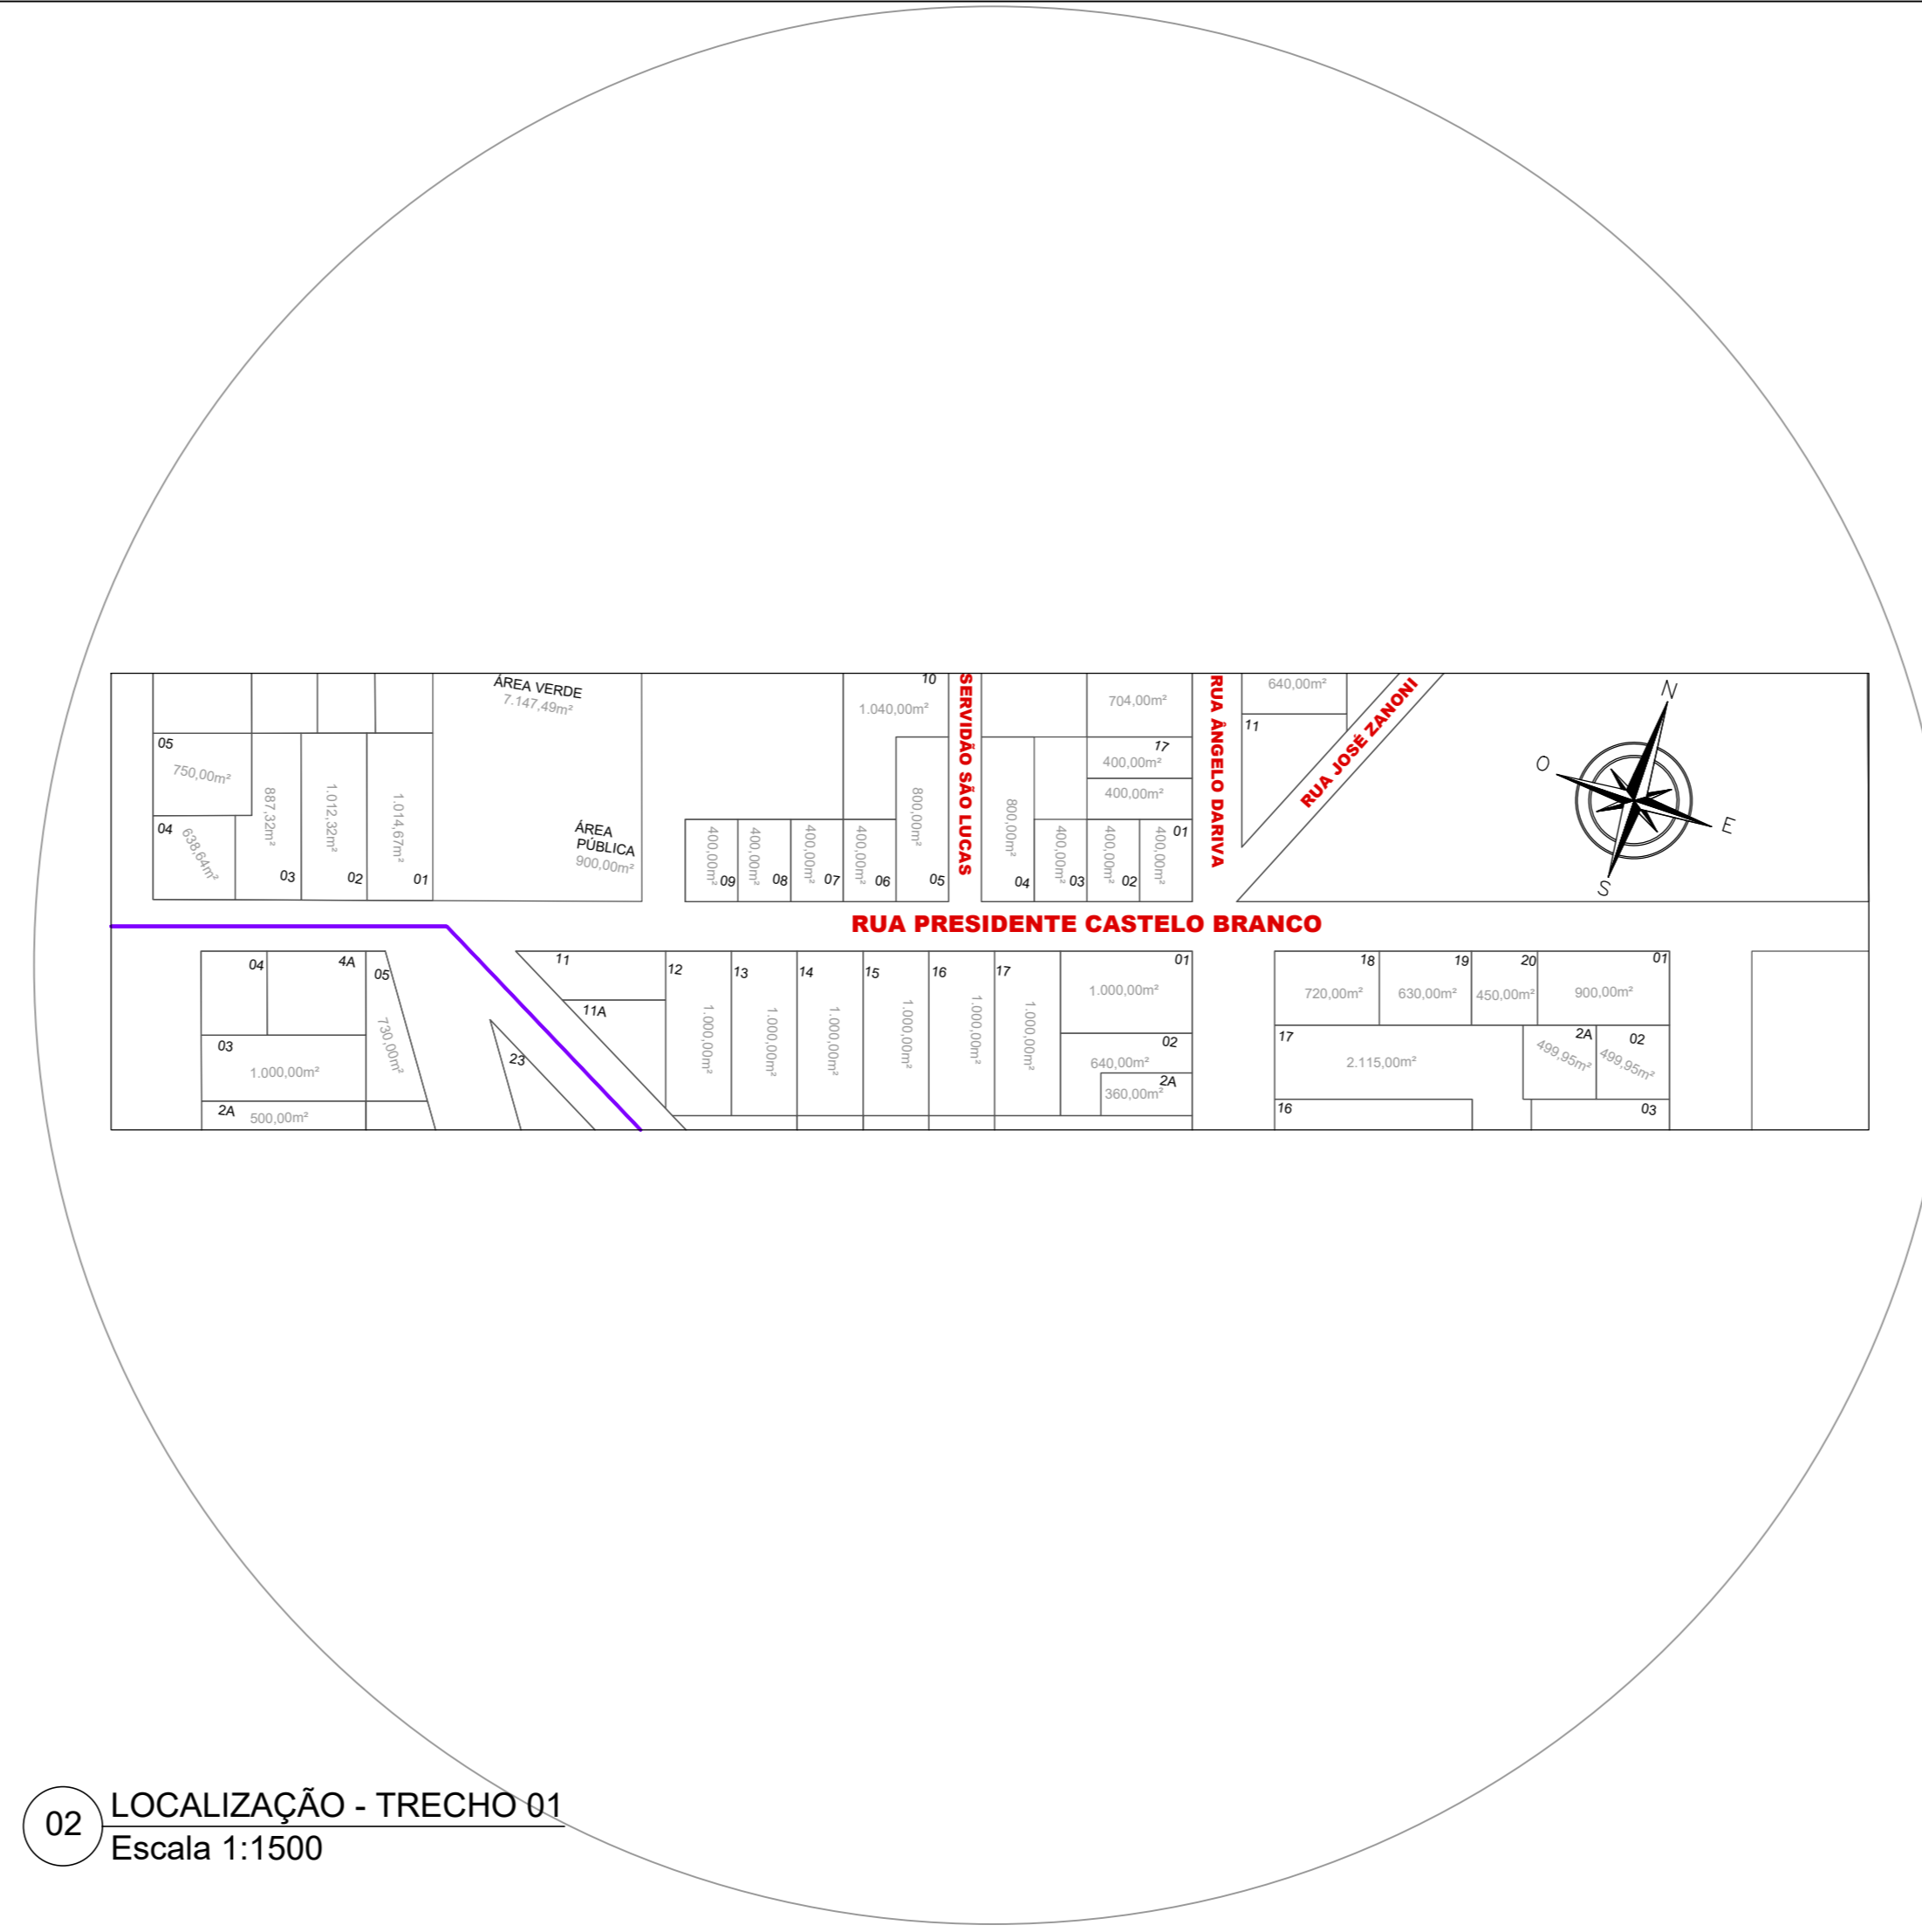 ÁREA VERDE
7.147,49m²
10
1.040,00m²
SERVIDÃO SÃO LUCAS
704,00m²
RUA ÂNGELO DARIVA
640,00m²
11
RUA JOSÉ ZANONI
N
O
E
S
05
750,00m²
04
638,64m²
887,32m²
03
1.012,32m²
02
1.014,67m²
01
ÁREA
PÚBLICA
900,00m²
400,00m²
09
400,00m²
08
400,00m²
07
400,00m²
06
800,00m²
05
800,00m²
04
17
400,00m²
400,00m²
400,00m²
03
400,00m²
02
400,00m²
01
RUA PRESIDENTE CASTELO BRANCO
04
4A
05
730,00m²
03
1.000,00m²
2A
500,00m²
23
11
11A
12
1.000,00m²
13
1.000,00m²
14
1.000,00m²
15
1.000,00m²
16
1.000,00m²
17
1.000,00m²
01
1.000,00m²
02
640,00m²
2A
360,00m²
18
720,00m²
19
630,00m²
20
450,00m²
01
900,00m²
17
2.115,00m²
2A
499,95m²
02
499,95m²
16
03
02
LOCALIZAÇÃO - TRECHO 01
Escala 1:1500